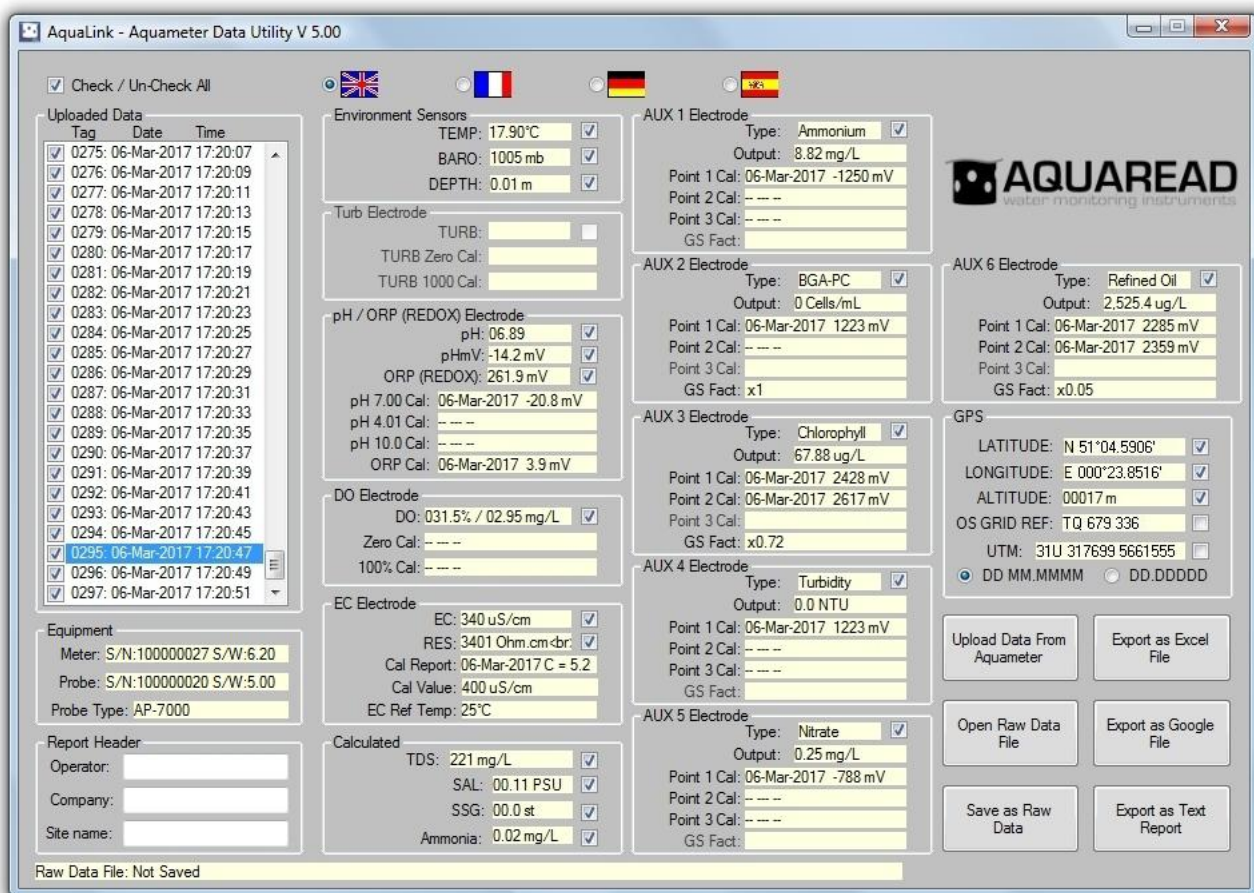 AquaLink - Aquameter Data Utility V 5.00
Check / Un-Check All
Uploaded Data
Tag Date Time
0275: 06-Mar-2017 17:20:07
0276: 06-Mar-2017 17:20:09
0277: 06-Mar-2017 17:20:11
0278: 06-Mar-2017 17:20:13
0279: 06-Mar-2017 17:20:15
0280: 06-Mar-2017 17:20:17
0281: 06-Mar-2017 17:20:19
0282: 06-Mar-2017 17:20:21
0283: 06-Mar-2017 17:20:23
0284: 06-Mar-2017 17:20:25
0285: 06-Mar-2017 17:20:27
0286: 06-Mar-2017 17:20:29
0287: 06-Mar-2017 17:20:31
0288: 06-Mar-2017 17:20:33
0289: 06-Mar-2017 17:20:35
0290: 06-Mar-2017 17:20:37
0291: 06-Mar-2017 17:20:39
0292: 06-Mar-2017 17:20:41
0293: 06-Mar-2017 17:20:43
0294: 06-Mar-2017 17:20:45
0295: 06-Mar-2017 17:20:47
0296: 06-Mar-2017 17:20:49
0297: 06-Mar-2017 17:20:51
Equipment
Meter: S/N:100000027 S/W:6.20
Probe: S/N:100000020 S/W:5.00
Probe Type: AP-7000
Report Header
Operator:
Company:
Site name:
Environment Sensors
TEMP: 17.90°C
BARO: 1005 mb
DEPTH: 0.01 m
Turb Electrode
TURB:
TURB Zero Cal:
TURB 1000 Cal:
pH / ORP (REDOX) Electrode
pH: 06.89
pHmV: -14.2 mV
ORP (REDOX): 261.9 mV
pH 7.00 Cal: 06-Mar-2017 -20.8 mV
pH 4.01 Cal: -- --- --
pH 10.0 Cal: -- --- --
ORP Cal: 06-Mar-2017 3.9 mV
DO Electrode
DO: 031.5% / 02.95 mg/L
Zero Cal: -- --- --
100% Cal: -- --- --
EC Electrode
EC: 340 uS/cm
RES: 3401 Ohm.cm<br
Cal Report: 06-Mar-2017 C = 5.2
Cal Value: 400 uS/cm
EC Ref Temp: 25°C
Calculated
TDS: 221 mg/L
SAL: 00.11 PSU
SSG: 00.0 st
Ammonia: 0.02 mg/L
AUX 1 Electrode
Type: Ammonium
Output: 8.82 mg/L
Point 1 Cal: 06-Mar-2017 -1250 mV
Point 2 Cal: -- --- --
Point 3 Cal: -- --- --
GS Fact:
AUX 2 Electrode
Type: BGA-PC
Output: 0 Cells/mL
Point 1 Cal: 06-Mar-2017 1223 mV
Point 2 Cal: -- --- --
Point 3 Cal:
GS Fact: x1
AUX 3 Electrode
Type: Chlorophyll
Output: 67.88 ug/L
Point 1 Cal: 06-Mar-2017 2428 mV
Point 2 Cal: 06-Mar-2017 2617 mV
Point 3 Cal:
GS Fact: x0.72
AUX 4 Electrode
Type: Turbidity
Output: 0.0 NTU
Point 1 Cal: 06-Mar-2017 1223 mV
Point 2 Cal: -- --- --
Point 3 Cal: -- --- --
GS Fact:
AUX 5 Electrode
Type: Nitrate
Output: 0.25 mg/L
Point 1 Cal: 06-Mar-2017 -788 mV
Point 2 Cal: -- --- --
Point 3 Cal: -- --- --
GS Fact:
AQUAREAD
water monitoring instruments
AUX 6 Electrode
Type: Refined Oil
Output: 2,525.4 ug/L
Point 1 Cal: 06-Mar-2017 2285 mV
Point 2 Cal: 06-Mar-2017 2359 mV
Point 3 Cal:
GS Fact: x0.05
GPS
LATITUDE: N 51°04.5906'
LONGITUDE: E 000°23.8516'
ALTITUDE: 00017 m
OS GRID REF: TQ 679 336
UTM: 31U 317699 5661555
DD MM.MMMM DD.DDDDD
Upload Data From
Aquameter
Export as Excel
File
Open Raw Data
File
Export as Google
File
Save as Raw
Data
Export as Text
Report
Raw Data File: Not Saved